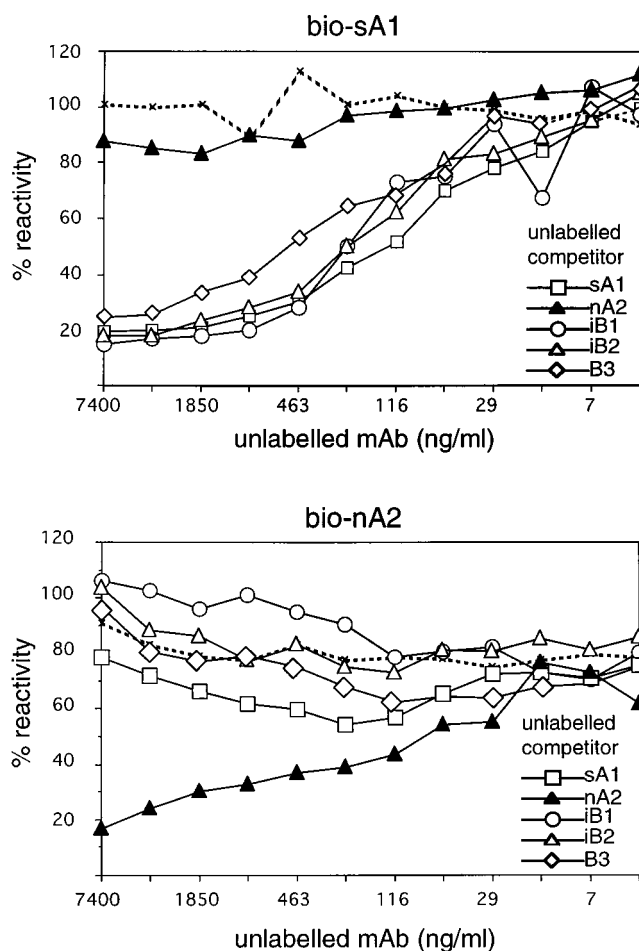 bio-sA1
120
100
80
60
40
20
% reactivity
unlabelled
competitor
sA1
nA2
iB1
iB2
B3
7400 1850 463 116 29 7
unlabelled mAb (ng/ml)
bio-nA2
120
100
80
60
40
20
% reactivity
unlabelled
competitor
sA1
nA2
iB1
iB2
B3
7400 1850 463 116 29 7
unlabelled mAb (ng/ml)